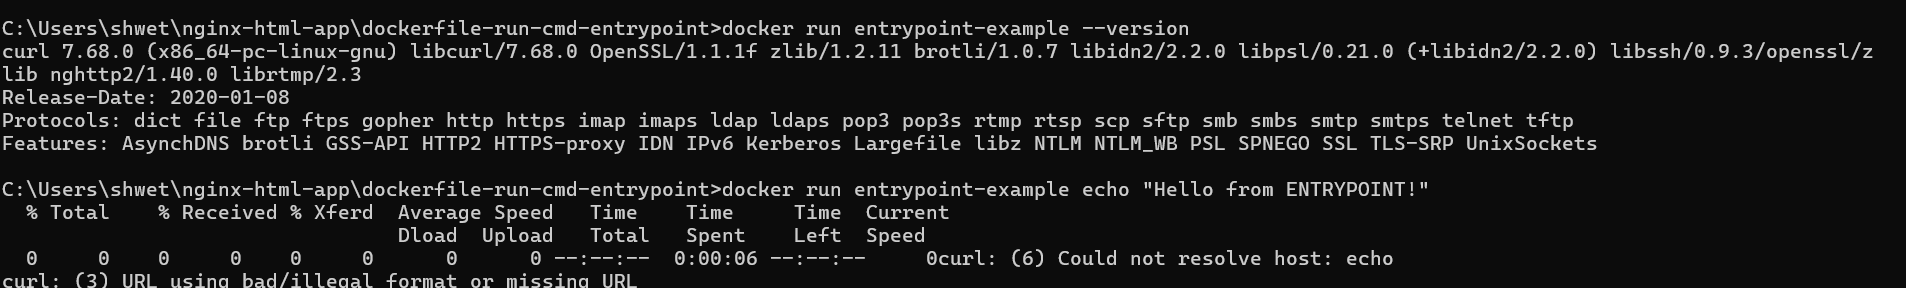 C:\Users\shwet\nginx-html-app\dockerfile-run-cmd-entrypoint>docker run entrypoint-example --version
curl 7.68.0 (x86_64-pc-linux-gnu) libcurl/7.68.0 OpenSSL/1.1.1f zlib/1.2.11 brotli/1.0.7 libidn2/2.2.0 libpsl/0.21.0 (+libidn2/2.2.0) libssh/0.9.3/openssl/z
lib nghttp2/1.40.0 librtmp/2.3
Release-Date: 2020-01-08
Protocols: dict file ftp ftps gopher http https imap imaps ldap ldaps pop3 pop3s rtmp rtsp scp sftp smb smbs smtp smtps telnet tftp
Features: AsynchDNS brotli GSS-API HTTP2 HTTPS-proxy IDN IPv6 Kerberos Largefile libz NTLM NTLM_WB PSL SPNEGO SSL TLS-SRP UnixSockets
C:\Users\shwet\nginx-html-app\dockerfile-run-cmd-entrypoint>docker run entrypoint-example echo "Hello from ENTRYPOINT!"
  % Total    % Received % Xferd  Average Speed   Time    Time     Time  Current
                                 Dload  Upload   Total   Spent    Left  Speed
  0     0    0     0    0     0      0      0 --:--:--  0:00:06 --:--:--     0curl: (6) Could not resolve host: echo
curl: (3) URL using bad/illegal format or missing URL